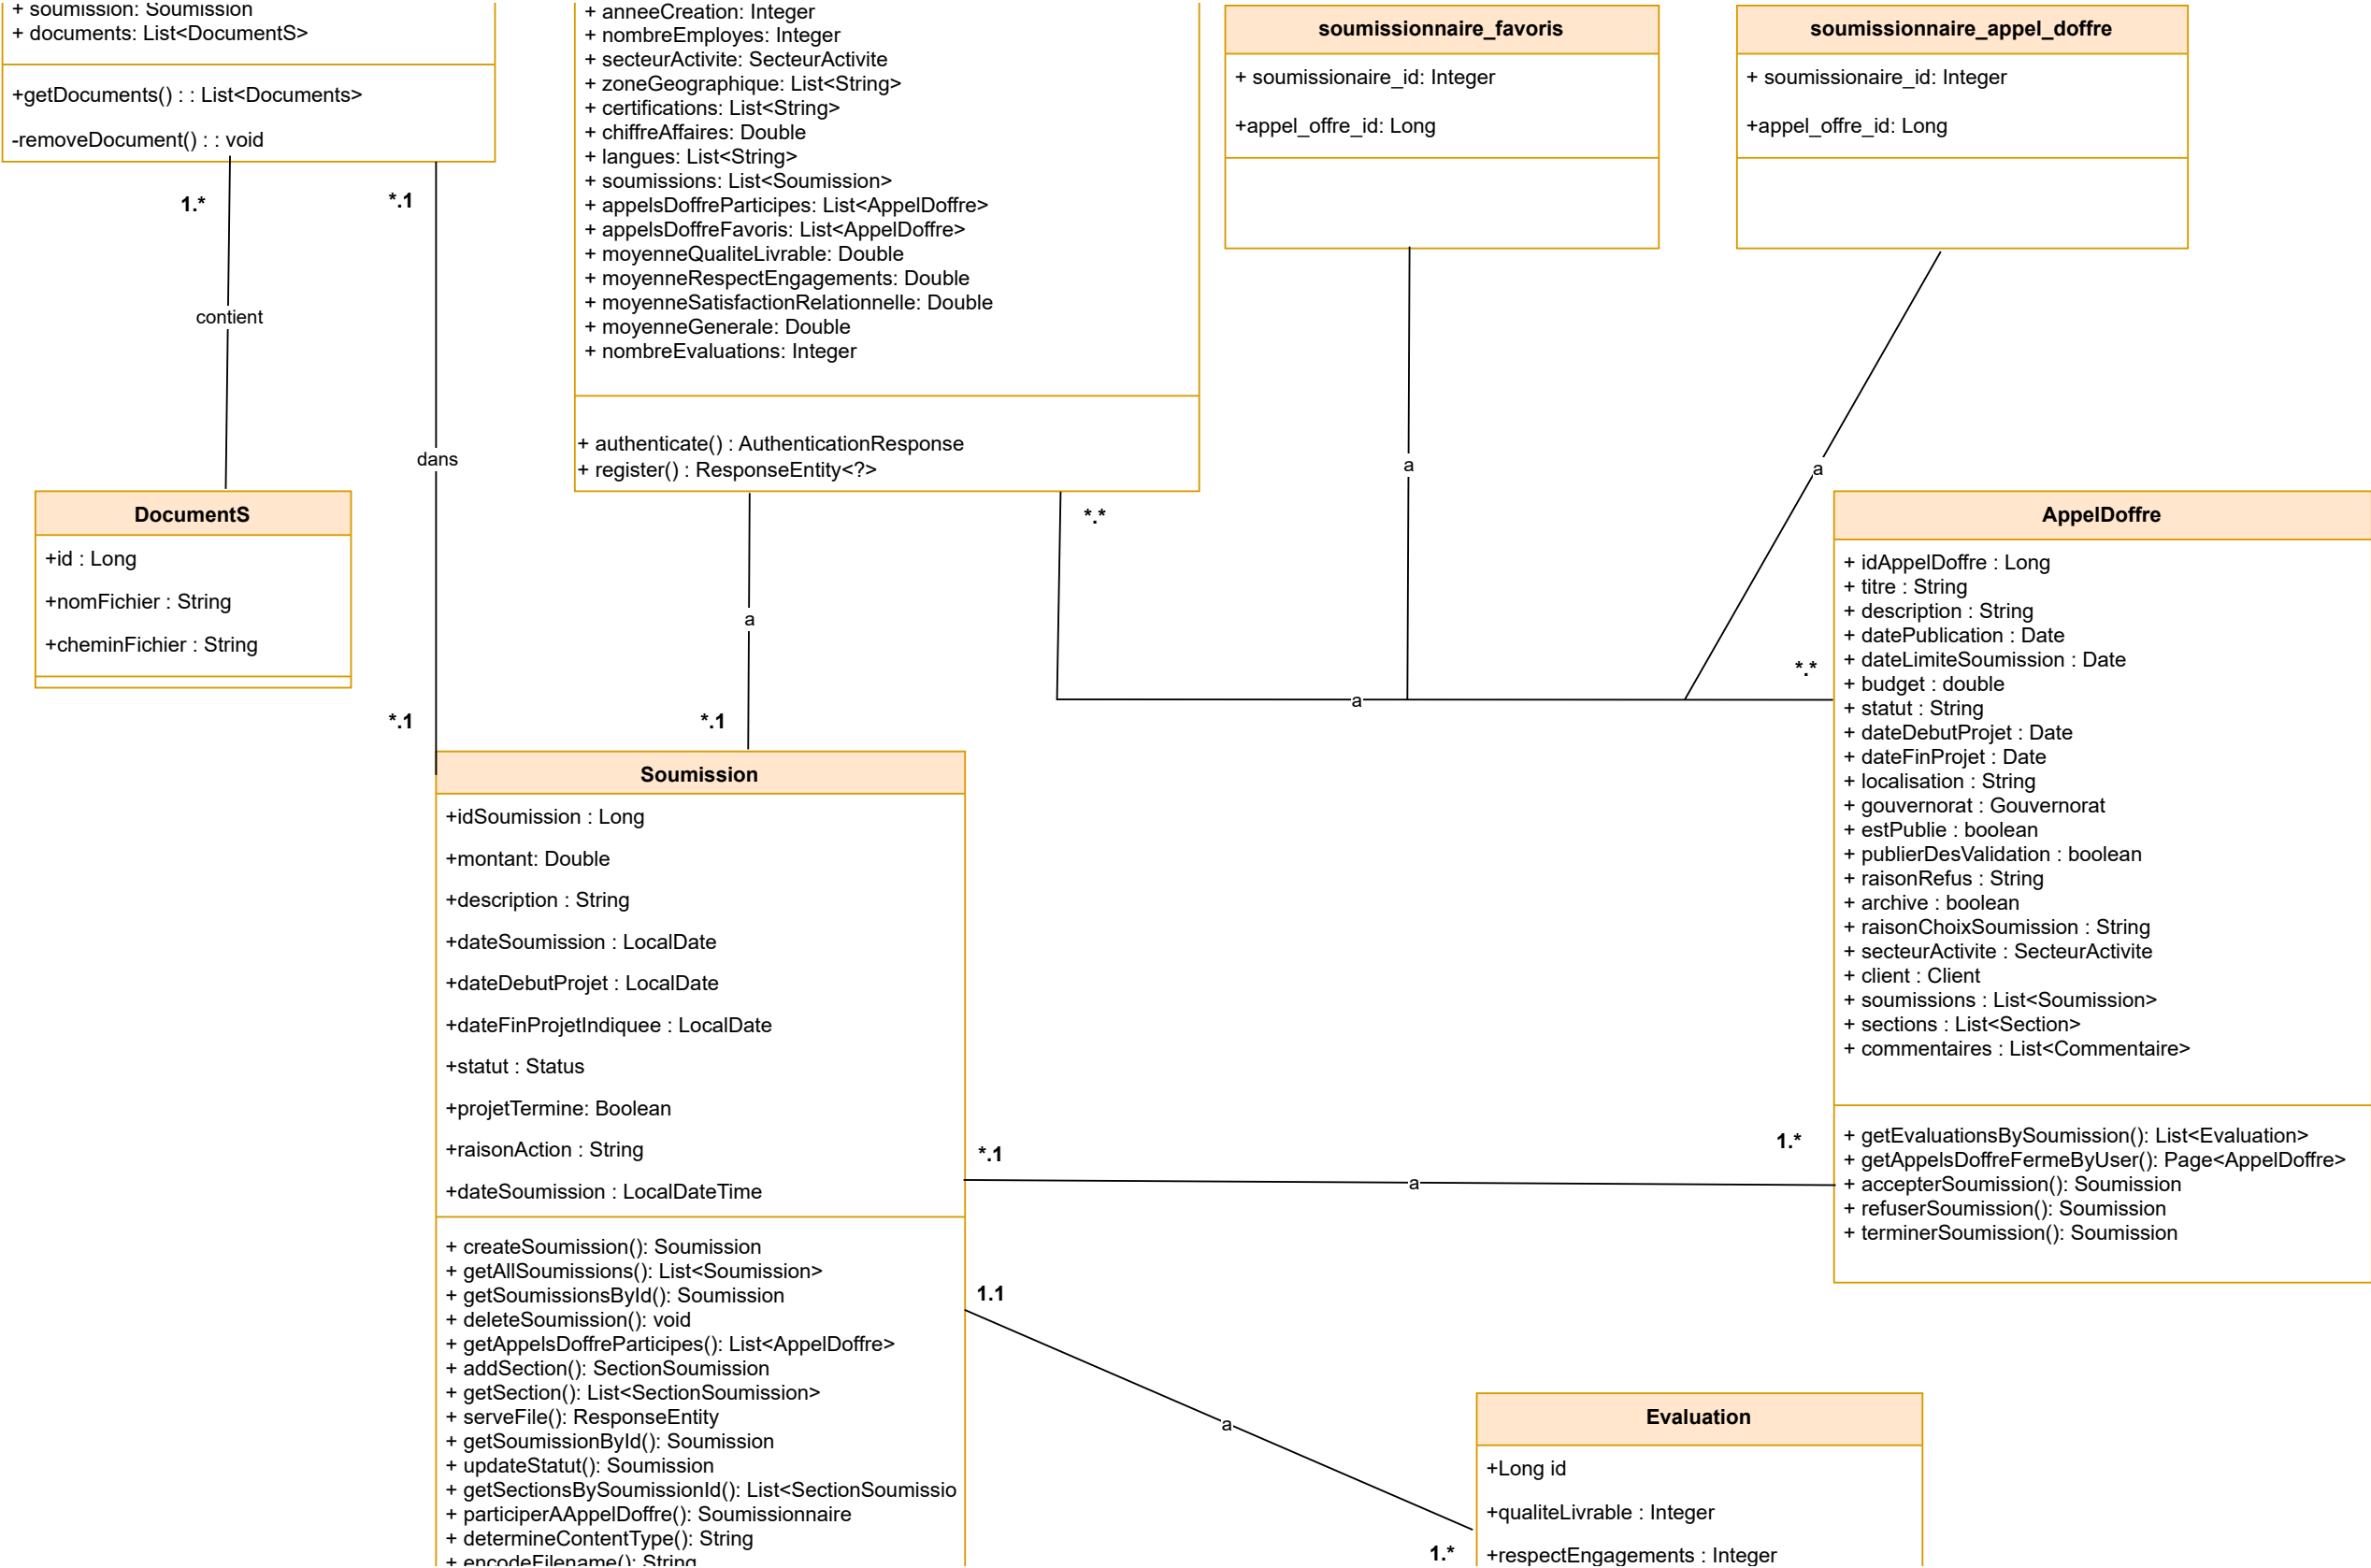 + soumission: Soumission
+ documents: List<DocumentS>
+getDocuments() : : List<Documents>
-removeDocument() : : void
1.*
*.1
contient
dans
DocumentS
+id : Long
+nomFichier : String
+cheminFichier : String
*.1
+ anneeCreation: Integer
+ nombreEmployes: Integer
+ secteurActivite: SecteurActivite
+ zoneGeographique: List<String>
+ certifications: List<String>
+ chiffreAffaires: Double
+ langues: List<String>
+ soumissions: List<Soumission>
+ appelsDoffreParticipes: List<AppelDoffre>
+ appelsDoffreFavoris: List<AppelDoffre>
+ moyenneQualiteLivrable: Double
+ moyenneRespectEngagements: Double
+ moyenneSatisfactionRelationnelle: Double
+ moyenneGenerale: Double
+ nombreEvaluations: Integer
+ authenticate() : AuthenticationResponse
+ register() : ResponseEntity<?>
a
*.1
*.*
soumissionnaire_favoris
+ soumissionaire_id: Integer
+appel_offre_id: Long
a
soumissionnaire_appel_doffre
+ soumissionaire_id: Integer
+appel_offre_id: Long
a
a
*.*
AppelDoffre
+ idAppelDoffre : Long
+ titre : String
+ description : String
+ datePublication : Date
+ dateLimiteSoumission : Date
+ budget : double
+ statut : String
+ dateDebutProjet : Date
+ dateFinProjet : Date
+ localisation : String
+ gouvernorat : Gouvernorat
+ estPublie : boolean
+ publierDesValidation : boolean
+ raisonRefus : String
+ archive : boolean
+ raisonChoixSoumission : String
+ secteurActivite : SecteurActivite
+ client : Client
+ soumissions : List<Soumission>
+ sections : List<Section>
+ commentaires : List<Commentaire>
+ getEvaluationsBySoumission(): List<Evaluation>
+ getAppelsDoffreFermeByUser(): Page<AppelDoffre>
+ accepterSoumission(): Soumission
+ refuserSoumission(): Soumission
+ terminerSoumission(): Soumission
Soumission
+idSoumission : Long
+montant: Double
+description : String
+dateSoumission : LocalDate
+dateDebutProjet : LocalDate
+dateFinProjetIndiquee : LocalDate
+statut : Status
+projetTermine: Boolean
+raisonAction : String
+dateSoumission : LocalDateTime
+ createSoumission(): Soumission
+ getAllSoumissions(): List<Soumission>
+ getSoumissionsById(): Soumission
+ deleteSoumission(): void
+ getAppelsDoffreParticipes(): List<AppelDoffre>
+ addSection(): SectionSoumission
+ getSection(): List<SectionSoumission>
+ serveFile(): ResponseEntity
+ getSoumissionById(): Soumission
+ updateStatut(): Soumission
+ getSectionsBySoumissionId(): List<SectionSoumissio
+ participerAAppelDoffre(): Soumissionnaire
+ determineContentType(): String
+ encodeFilename(): String
*.1
a
1.*
1.1
a
1.*
Evaluation
+Long id
+qualiteLivrable : Integer
+respectEngagements : Integer